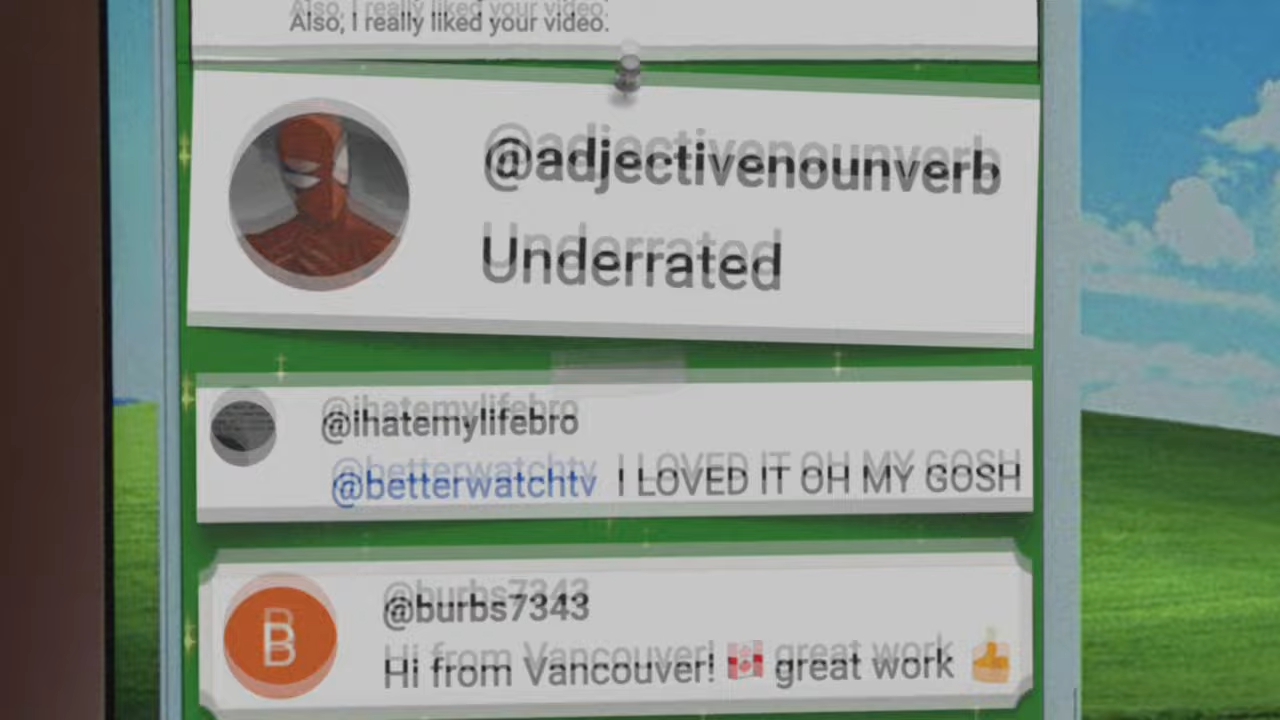 Also, I really liked your video.
@adjectivenounverb
Underrated
@ihatemylifebro
@betterwatchtv I LOVED IT OH MY GOSH
B
@burbs7343
Hi from Vancouver! 🇨🇦 great work 👍